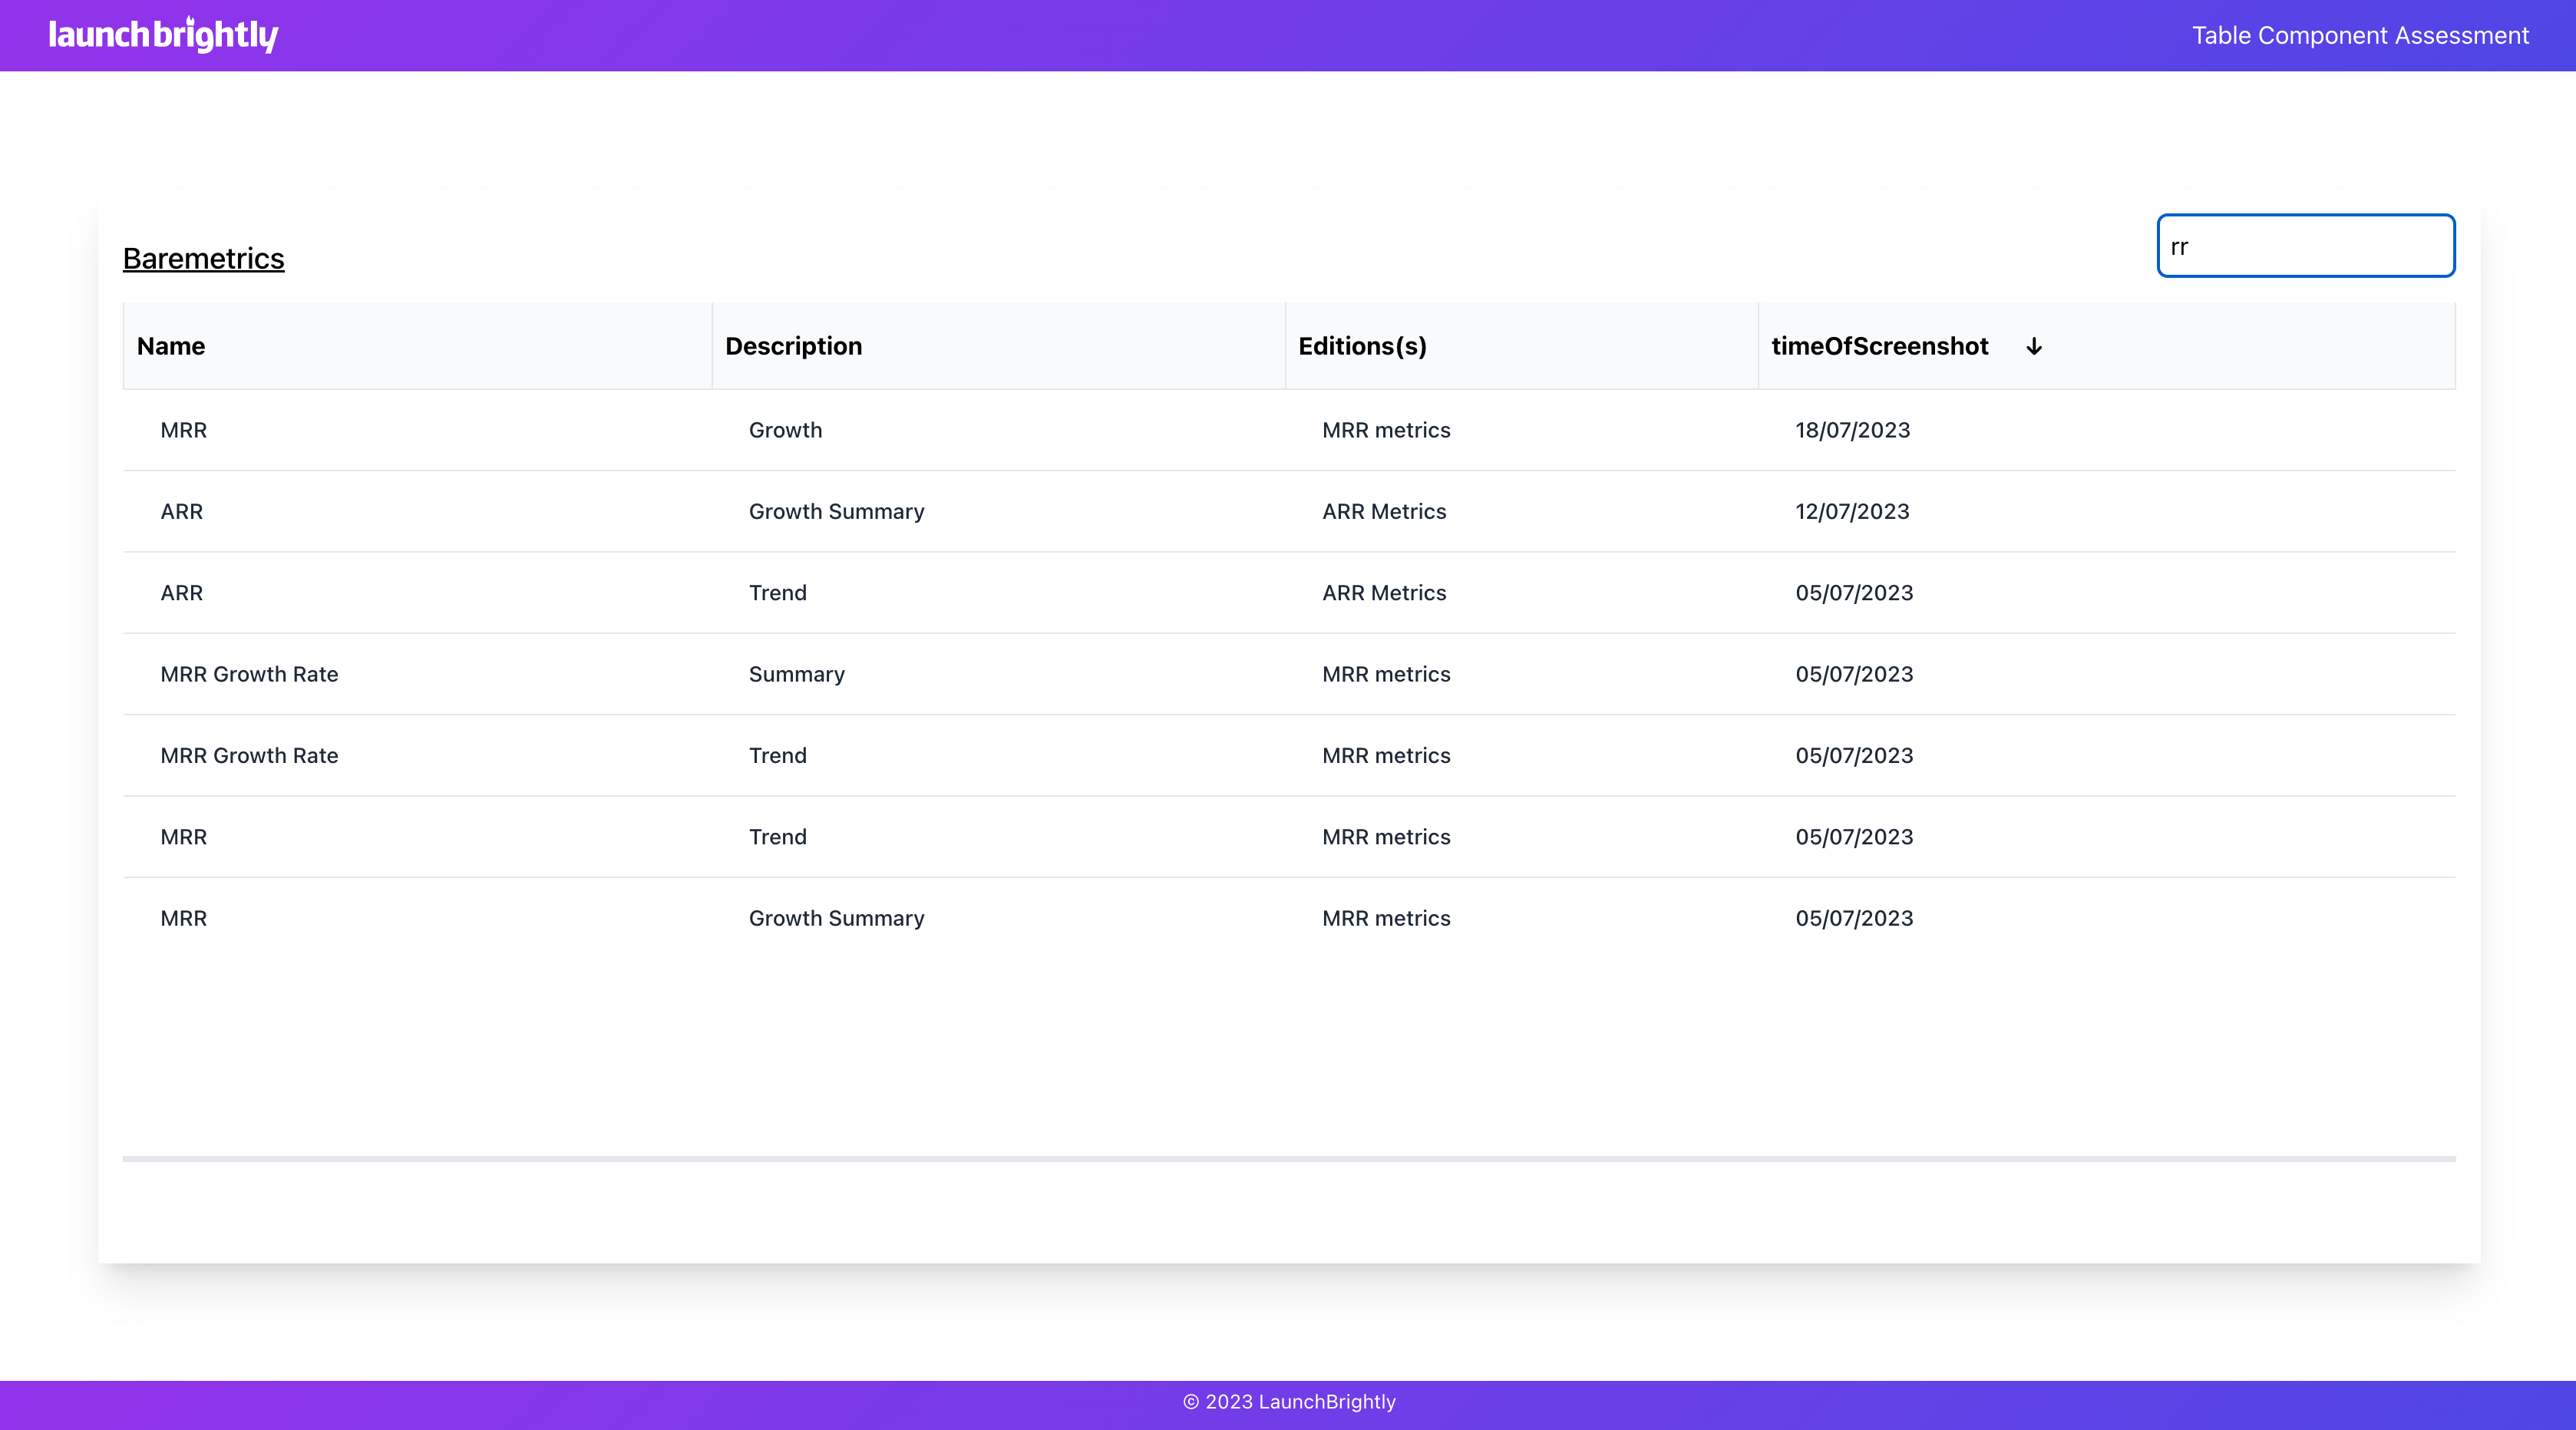 launchbrightly
Table Component Assessment
Baremetrics
rr
Name Description Editions(s) timeOfScreenshot ↓
MRR Growth MRR metrics 18/07/2023
ARR Growth Summary ARR Metrics 12/07/2023
ARR Trend ARR Metrics 05/07/2023
MRR Growth Rate Summary MRR metrics 05/07/2023
MRR Growth Rate Trend MRR metrics 05/07/2023
MRR Trend MRR metrics 05/07/2023
MRR Growth Summary MRR metrics 05/07/2023
© 2023 LaunchBrightly